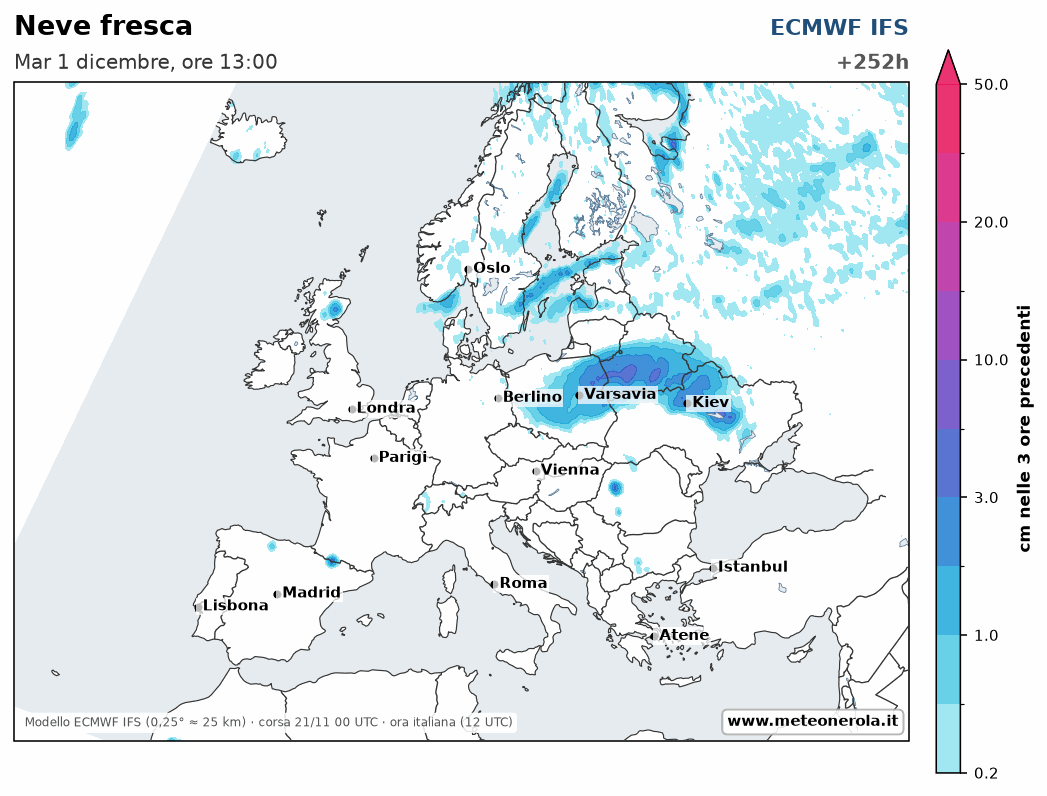 Neve fresca
ECMWF IFS
Mar 1 dicembre, ore 13:00
+252h
50.0
20.0
10.0
3.0
1.0
0.2
cm nelle 3 ore precedenti
Oslo
Berlino
Varsavia
Kiev
Londra
Parigi
Vienna
Istanbul
Roma
Madrid
Lisbona
Atene
Modello ECMWF IFS (0,25° ≈ 25 km) · corsa 21/11 00 UTC · ora italiana (12 UTC)
www.meteonerola.it